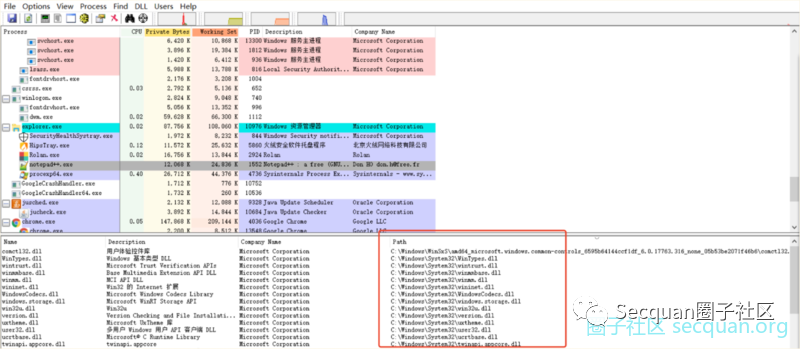 File Options View Process Find DLL Users Help
Process CPU Private Bytes Working Set PID Description Company Name
svchost.exe 6,420 K 10,868 K 13300 Windows 服务主进程 Microsoft Corporation
svchost.exe 3,896 K 19,304 K 1812 Windows 服务主进程 Microsoft Corporation
svchost.exe 1,428 K 6,412 K 936 Windows 服务主进程 Microsoft Corporation
lsass.exe 5,988 K 13,788 K 816 Local Security Authorit... Microsoft Corporation
fontdrvhost.exe 2,176 K 3,208 K 1004
csrss.exe 0.03 2,792 K 5,136 K 652
winlogon.exe 2,824 K 9,048 K 740
fontdrvhost.exe 5,056 K 13,352 K 996
dwm.exe 0.02 59,628 K 66,300 K 1112
explorer.exe 0.02 87,756 K 108,860 K 10976 Windows 资源管理器 Microsoft Corporation
SecurityHealthSystray.exe 1,972 K 8,232 K 844 Windows Security notifi... Microsoft Corporation
HipsTray.exe 0.12 11,572 K 25,632 K 5860 火绒安全软件托盘程序 北京火绒网络科技有限公司
Rolan.exe 0.02 16,756 K 13,844 K 2924 Rolan
notepad++.exe 12,068 K 24,836 K 1552 Notepad++ : a free (GNU... Don HO don.h@free.fr
procexp64.exe 0.40 26,712 K 44,376 K 4736 Sysinternals Process Ex... Sysinternals - www.sy...
GoogleCrashHandler.exe 1,712 K 776 K 10752
GoogleCrashHandler64.exe 1,732 K 260 K 10536
jusched.exe 2,132 K 12,088 K 9328 Java Update Scheduler Oracle Corporation
jucheck.exe 3,892 K 14,844 K 10684 Java Update Checker Oracle Corporation
chrome.exe 0.05 147,868 K 209,144 K 4836 Google Chrome Google LLC
chrome.exe 2,208 K 8,512 K 13548 Google Chrome Google LLC
Name Description Company Name Path
comctl32.dll 用户体验控件库 Microsoft Corporation
WinTypes.dll Windows 基本类型 DLL Microsoft Corporation C:\Windows\System32\WinTypes.dll
wintrust.dll Microsoft Trust Verification APIs Microsoft Corporation C:\Windows\System32\wintrust.dll
winmmbase.dll Base Multimedia Extension API DLL Microsoft Corporation C:\Windows\System32\winmmbase.dll
winmm.dll MCI API DLL Microsoft Corporation C:\Windows\System32\winmm.dll
wininet.dll Win32 的 Internet 扩展 Microsoft Corporation C:\Windows\System32\wininet.dll
WindowsCodecs.dll Microsoft Windows Codecs Library Microsoft Corporation C:\Windows\System32\WindowsCodecs.dll
windows.storage.dll Microsoft WinRT Storage API Microsoft Corporation C:\Windows\System32\windows.storage.dll
win32u.dll Win32u Microsoft Corporation C:\Windows\System32\win32u.dll
version.dll Version Checking and File Installati... Microsoft Corporation C:\Windows\System32\version.dll
uxtheme.dll Microsoft UxTheme 库 Microsoft Corporation C:\Windows\System32\uxtheme.dll
user32.dll 多用户 Windows 用户 API 客户端 DLL Microsoft Corporation C:\Windows\System32\user32.dll
ucrtbase.dll Microsoft® C Runtime Library Microsoft Corporation C:\Windows\System32\ucrtbase.dll
twinapi.appcore.dll twinapi.appcore Microsoft Corporation C:\Windows\System32\twinapi.appcore.dll
Secquan圈子社区
圈子社区 secquan.org